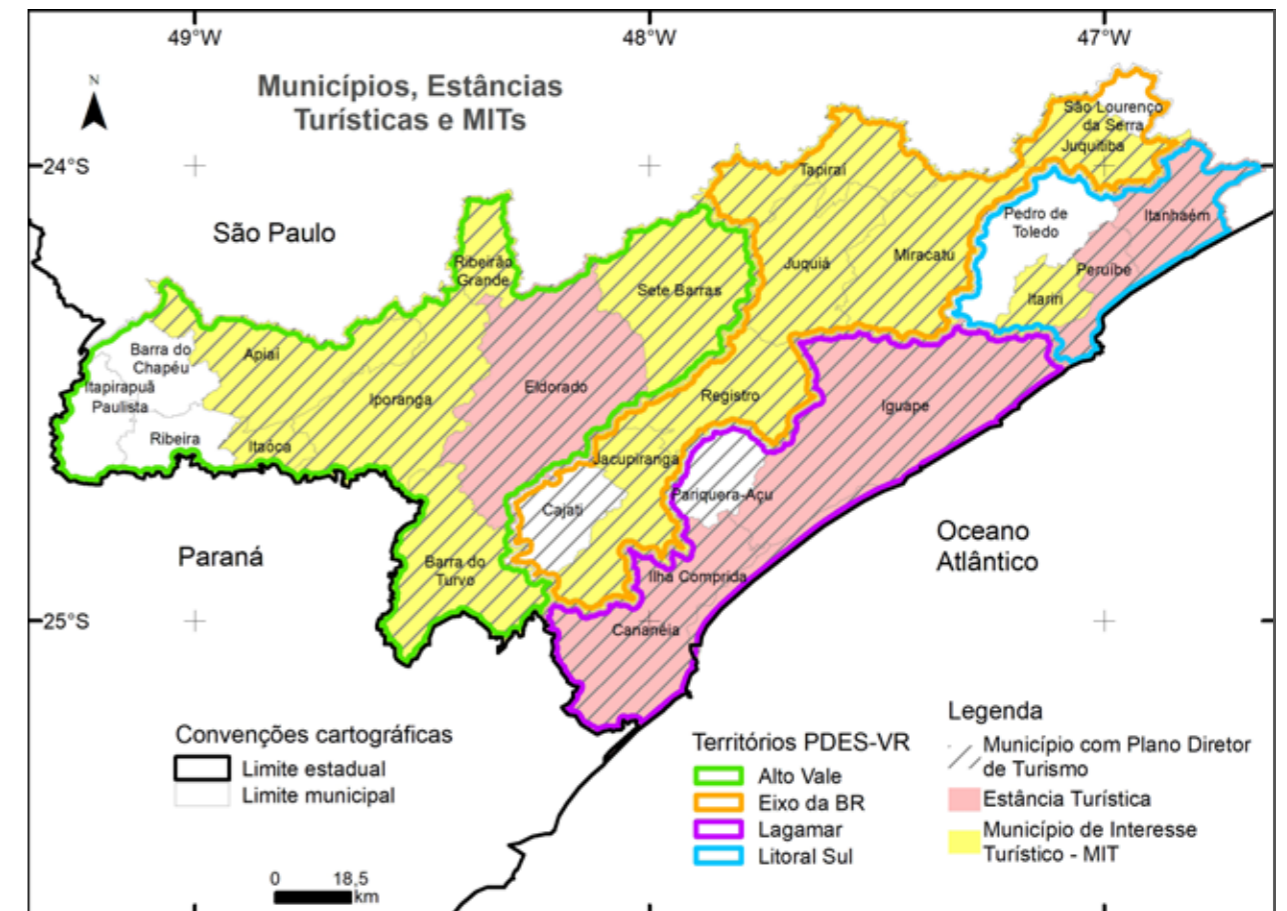 49°W
48°W
47°W
N
Municípios, Estâncias
Turísticas e MITs
São Lourenço
da Serra
Juquitiba
24°S
Tapiraí
Itanhaém
Pedro de
Toledo
São Paulo
Miracatú
Juquiá
Ribeirão
Grande
Peruíbe
Sete Barras
Itariri
Barra do
Chapéu
Apiaí
Itapirapuã
Paulista
Eldorado
Iporanga
Registro
Iguape
Ribeira
Itaóca
Jacupiranga
Pariquera-Açu
Cajati
Paraná
Oceano
Atlântico
Barra do
Turvo
Ilha Comprida
25°S
Cananéia
Convenções cartográficas
Limite estadual
Limite municipal
0 18,5
km
Territórios PDES-VR
Alto Vale
Eixo da BR
Lagamar
Litoral Sul
Legenda
Município com Plano Diretor
de Turismo
Estância Turística
Município de Interesse
Turístico - MIT